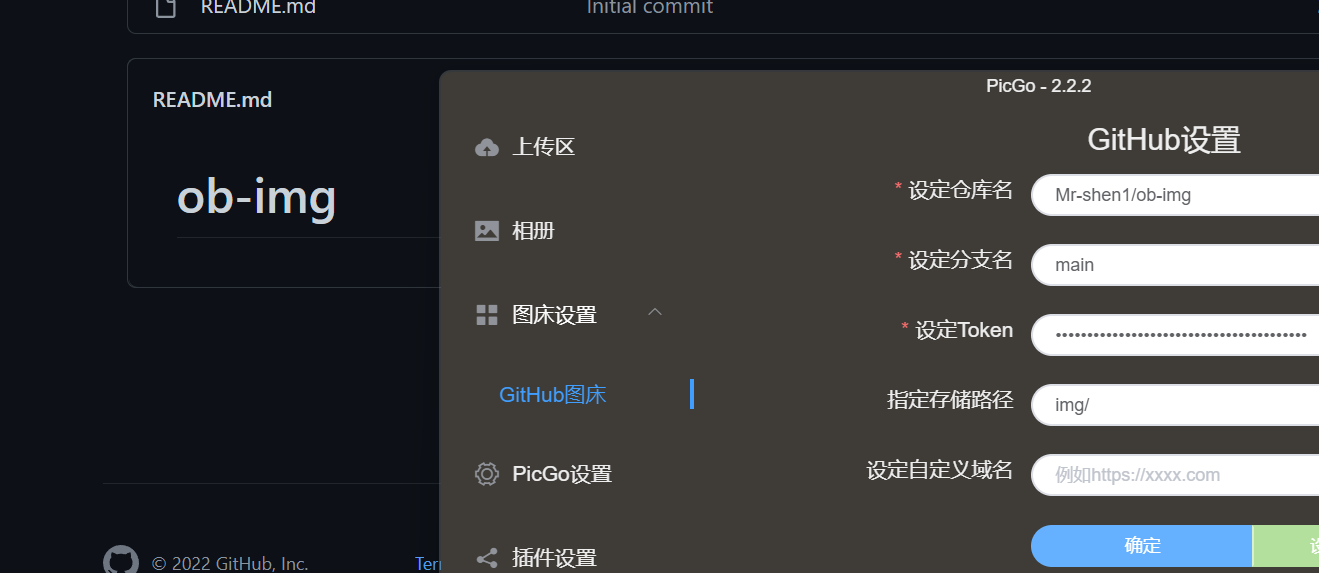 README.md
Initial commit
README.md
ob-img
© 2022 GitHub, Inc.
PicGo - 2.2.2
上传区
相册
图床设置
GitHub图床
PicGo设置
插件设置
GitHub设置
* 设定仓库名
Mr-shen1/ob-img
* 设定分支名
main
* 设定Token
指定存储路径
img/
设定自定义域名
例如https://xxxx.com
确定